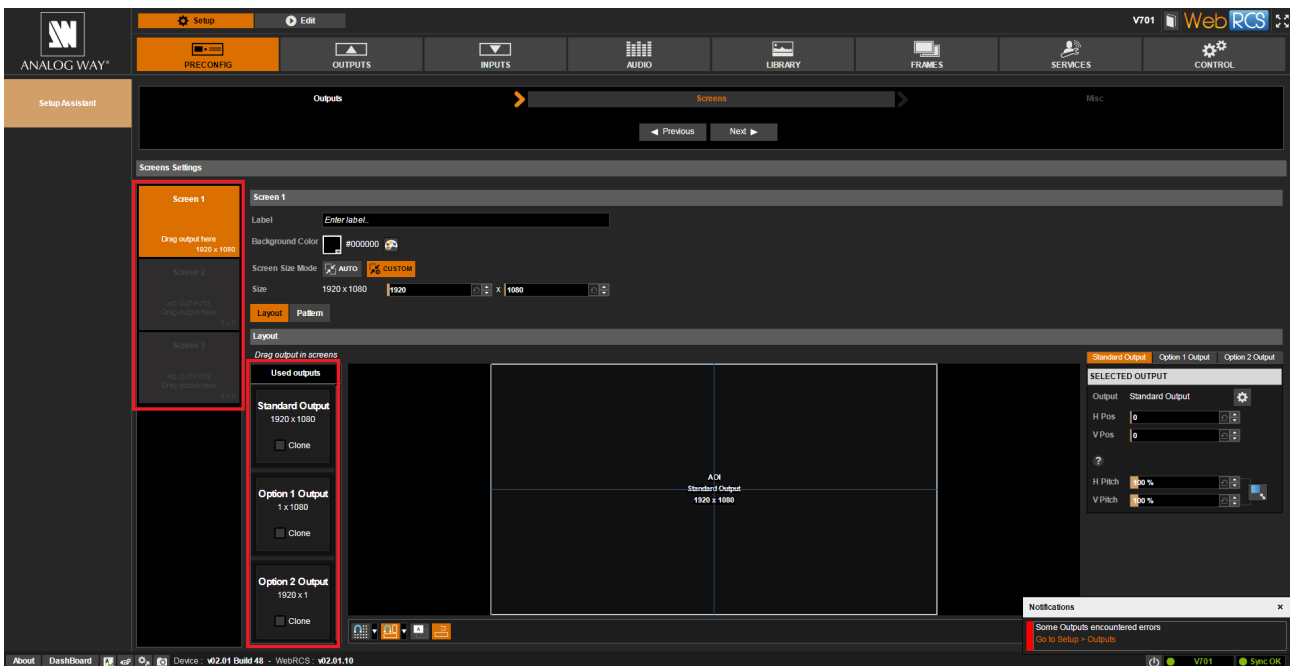 Setup
Edit
V701
Web RCS
ANALOG WAY®
PRECONFIG
OUTPUTS
INPUTS
AUDIO
LIBRARY
FRAMES
SERVICES
CONTROL
Setup Assistant
Outputs
Screens
Misc
Previous
Next
Screens Settings
Screen 1
Drag output here
1920 x 1080
Screen 2
NO OUTPUTS
Drag output here
0 x 0
Screen 3
NO OUTPUTS
Drag output here
0 x 0
Screen 1
Label
Enter label..
Background Color
#000000
Screen Size Mode
AUTO
CUSTOM
Size
1920 x 1080
1920
x
1080
Layout
Pattern
Layout
Drag output in screens
Used outputs
Standard Output
1920 x 1080
Clone
Option 1 Output
1 x 1080
Clone
Option 2 Output
1920 x 1
Clone
AOI
Standard Output
1920 x 1080
Standard Output
Option 1 Output
Option 2 Output
SELECTED OUTPUT
Output
Standard Output
H Pos
0
V Pos
0
?
H Pitch
100 %
V Pitch
100 %
Notifications
x
Some Outputs encountered errors
Go to Setup > Outputs
About
DashBoard
Device : v02.01 Build 48 - WebRCS : v02.01.10
V701
Sync OK